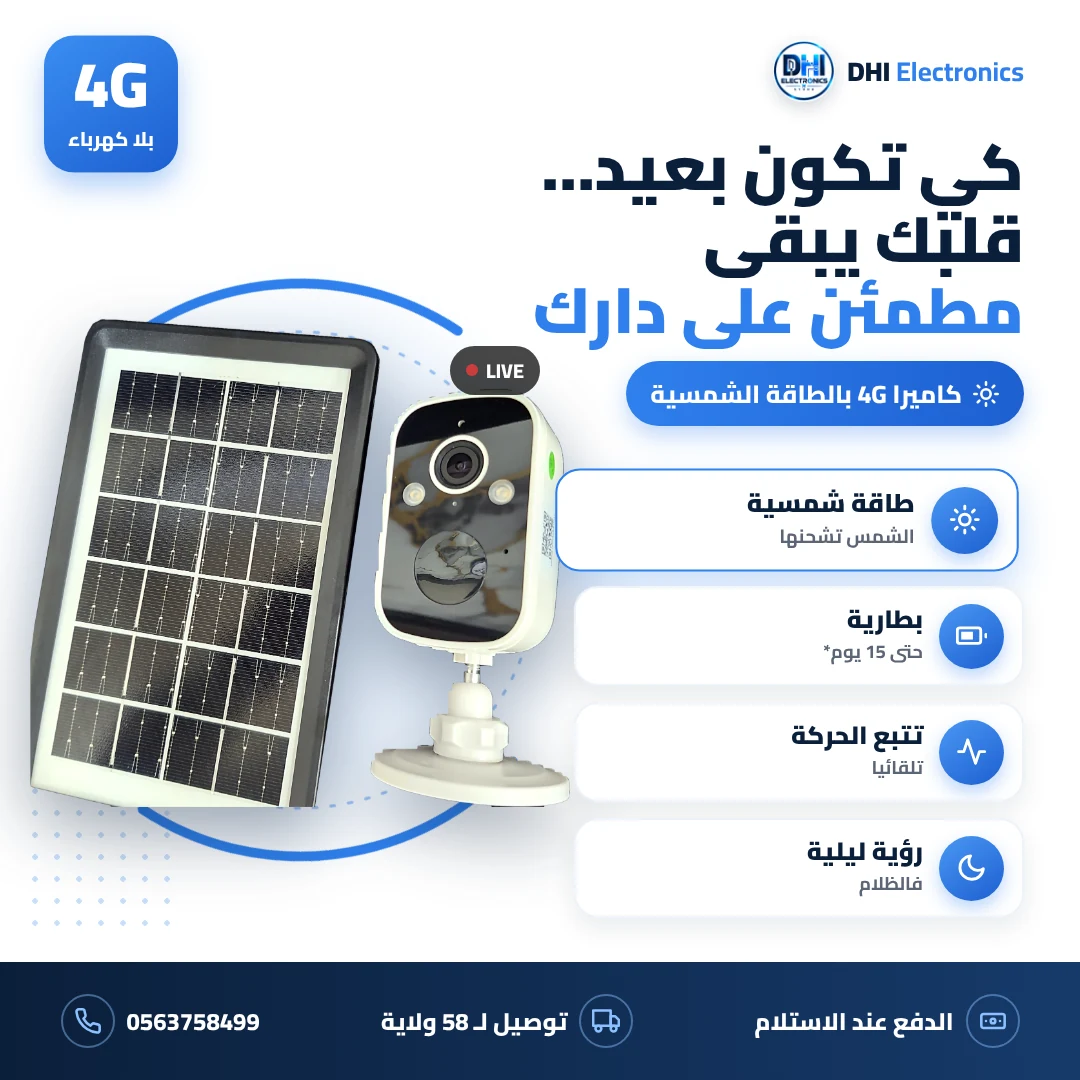 4G
بلا كهرباء
DHI
ELECTRONICS
DHI Electronics
كي تكون بعيد...
قلبك يبقى
مطمئن على دارك
LIVE
كاميرا 4G بالطاقة الشمسية
طاقة شمسية
الشمس تشحنها
بطارية
حتى 15 يوم*
تتبع الحركة
تلقائيا
رؤية ليلية
فالظلام
الدفع عند الاستلام
توصيل لـ 58 ولاية
0563758499